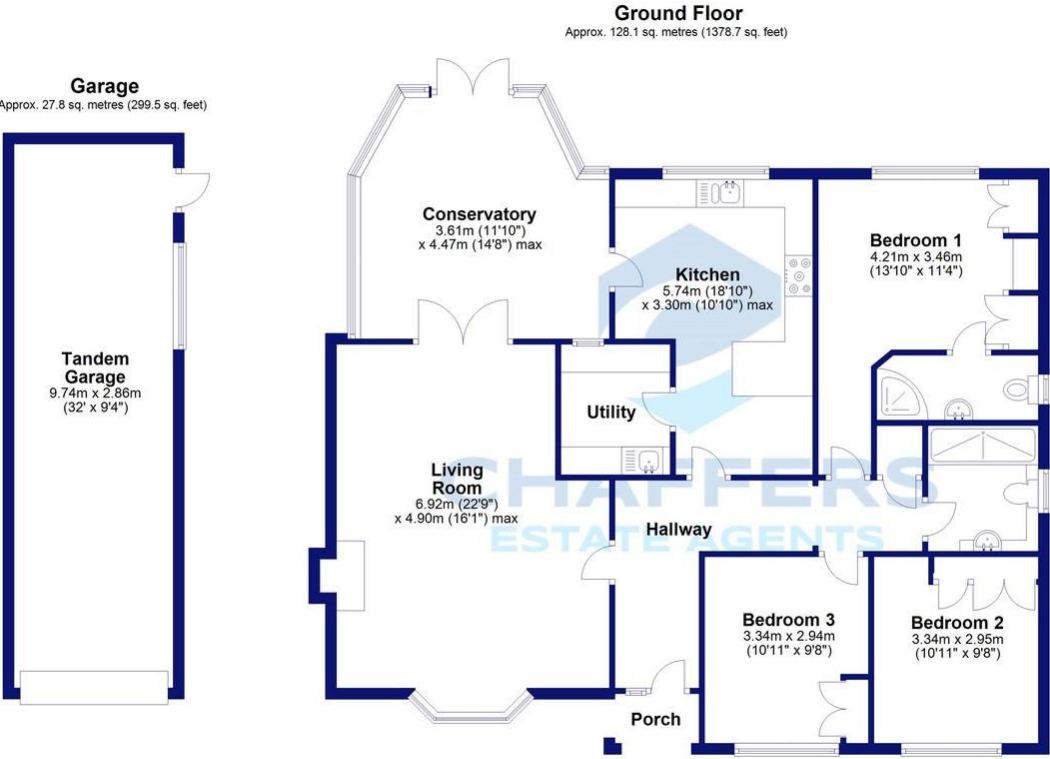 Ground Floor
Approx. 128.1 sq. metres (1378.7 sq. feet)
Garage
Approx. 27.8 sq. metres (299.5 sq. feet)
Conservatory
3.61m (11'10")
x 4.47m (14'8") max
Kitchen
5.74m (18'10")
x 3.30m (10'10") max
Bedroom 1
4.21m x 3.46m
(13'10" x 11'4")
Tandem
Garage
9.74m x 2.86m
(32' x 9'4")
Utility
Living
Room
6.92m (22'9")
x 4.90m (16'1") max
CHAFFERS
ESTATE AGENTS
Hallway
Bedroom 3
3.34m x 2.94m
(10'11" x 9'8")
Bedroom 2
3.34m x 2.95m
(10'11" x 9'8")
Porch